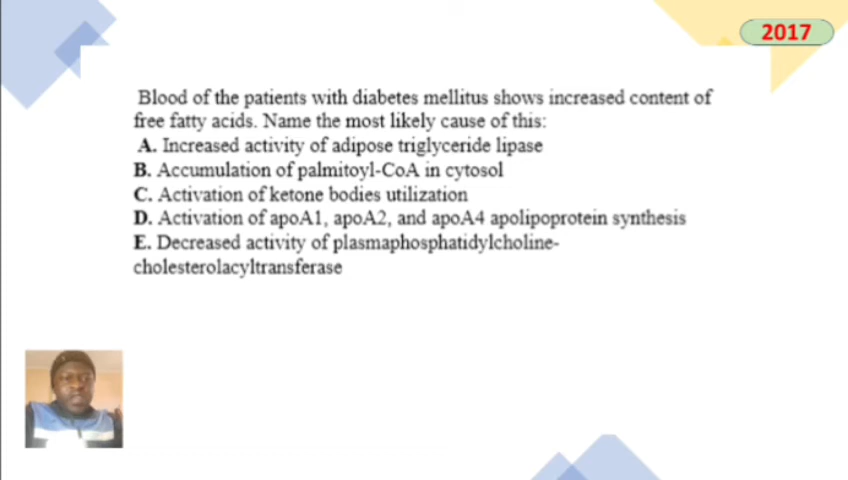 2017
Blood of the patients with diabetes mellitus shows increased content of
free fatty acids. Name the most likely cause of this:
A. Increased activity of adipose triglyceride lipase
B. Accumulation of palmitoyl-CoA in cytosol
C. Activation of ketone bodies utilization
D. Activation of apoA1, apoA2, and apoA4 apolipoprotein synthesis
E. Decreased activity of plasmaphosphatidylcholine-
cholesterolacyltransferase